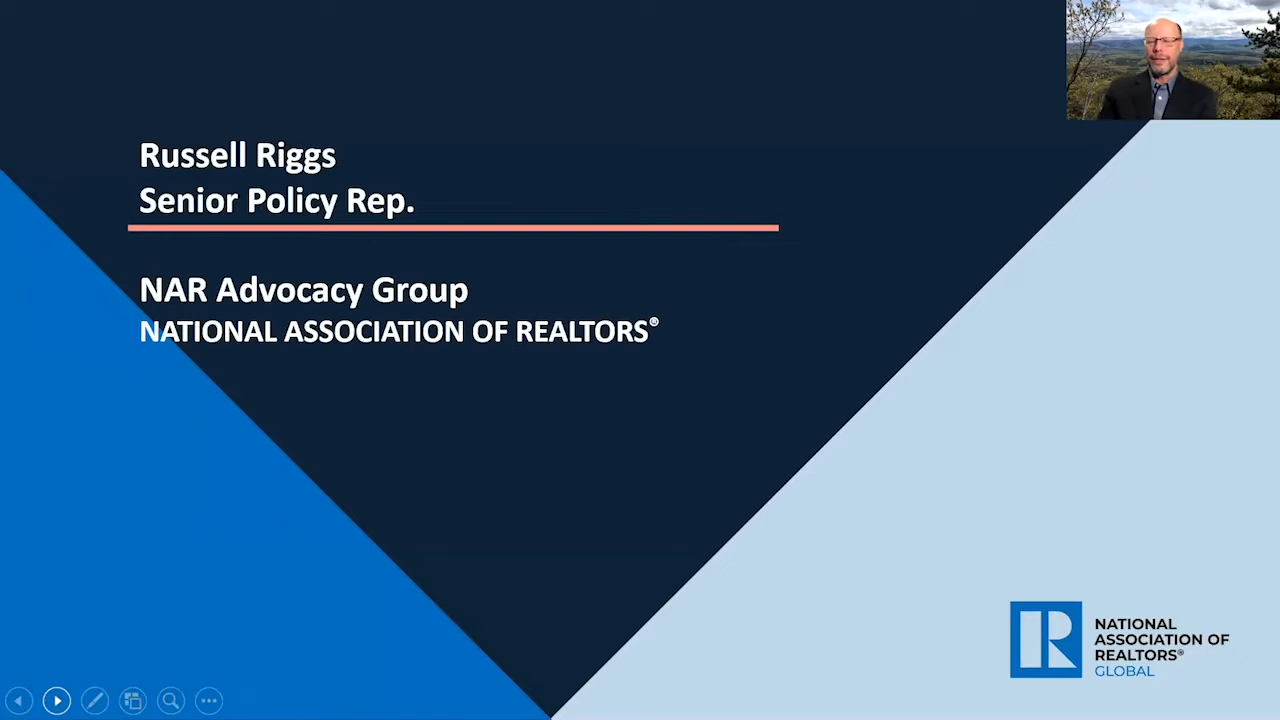 Russell Riggs
Senior Policy Rep.
NAR Advocacy Group
NATIONAL ASSOCIATION OF REALTORS®
NATIONAL
ASSOCIATION OF
REALTORS®
GLOBAL